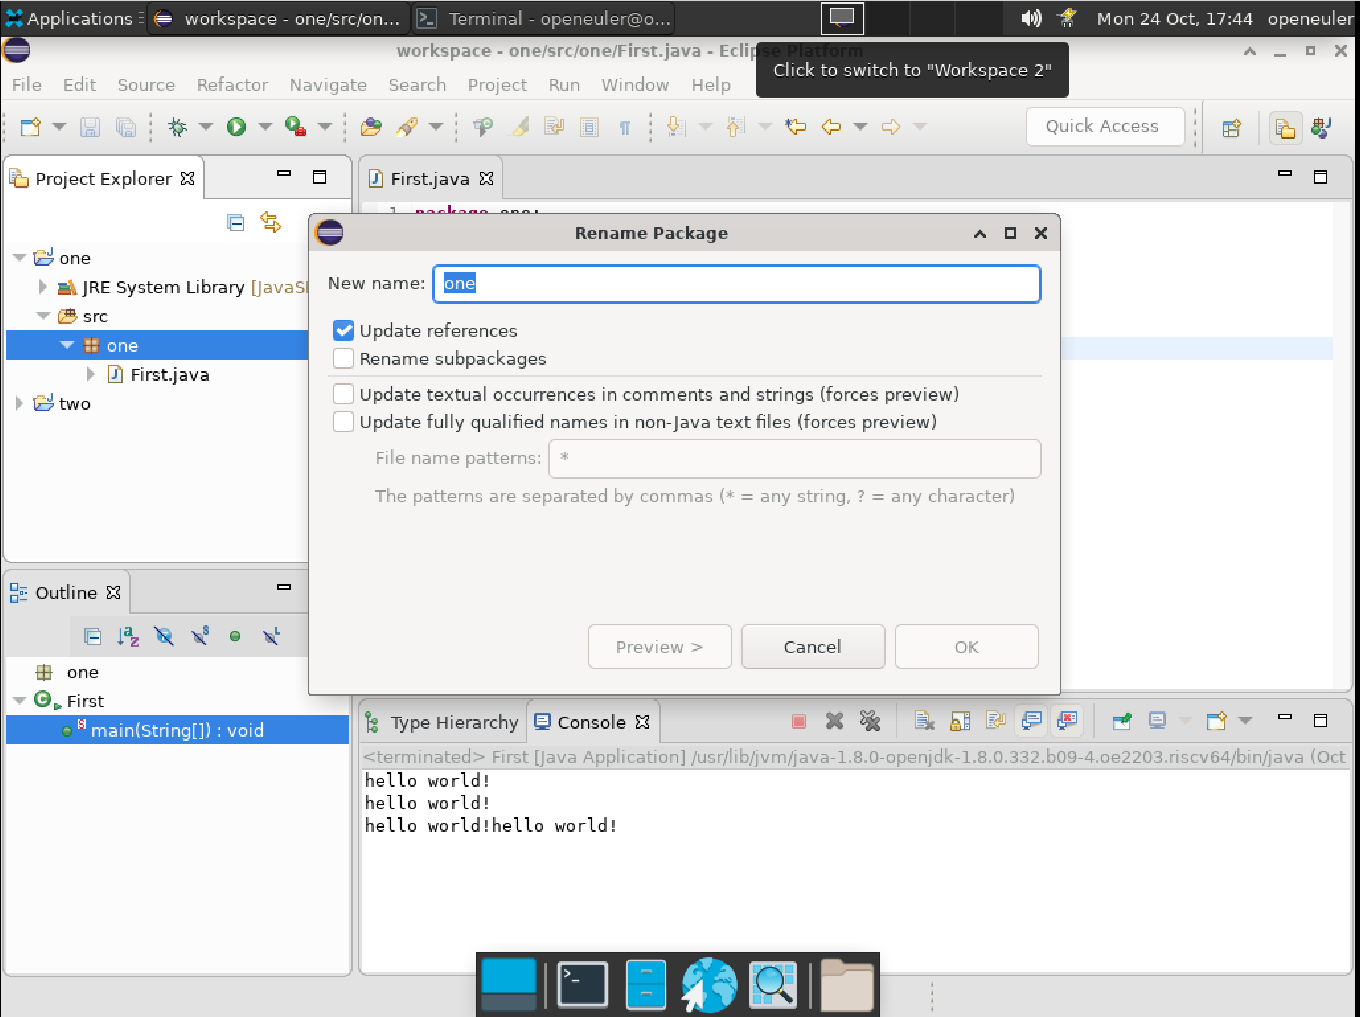 Applications
workspace - one/src/on...
Terminal - openeuler@o...
Mon 24 Oct, 17:44
openeuler
workspace - one/src/one/First.java - Eclipse Platform
Click to switch to "Workspace 2"
File Edit Source Refactor Navigate Search Project Run Window Help
Quick Access
Project Explorer
First.java
1 package one;
one
JRE System Library [JavaS
src
one
First.java
two
Rename Package
New name: one
Update references
Rename subpackages
Update textual occurrences in comments and strings (forces preview)
Update fully qualified names in non-Java text files (forces preview)
File name patterns: *
The patterns are separated by commas (* = any string, ? = any character)
Preview >
Cancel
OK
Outline
one
First
main(String[]) : void
Type Hierarchy
Console
<terminated> First [Java Application] /usr/lib/jvm/java-1.8.0-openjdk-1.8.0.332.b09-4.oe2203.riscv64/bin/java (Oct
hello world!
hello world!
hello world!hello world!